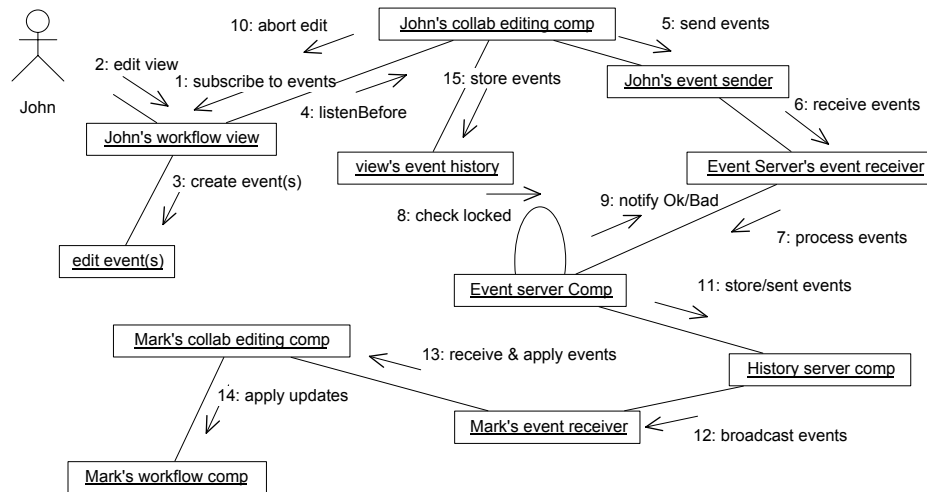 John's collab editing comp
10: abort edit
5: send events
2: edit view
1: subscribe to events
15: store events
John's event sender
John
4: listenBefore
6: receive events
John's workflow view
view's event history
Event Server's event receiver
3: create event(s)
8: check locked
9: notify Ok/Bad
7: process events
edit event(s)
Event server Comp
11: store/sent events
Mark's collab editing comp
13: receive & apply events
History server comp
14: apply updates
Mark's event receiver
12: broadcast events
Mark's workflow comp